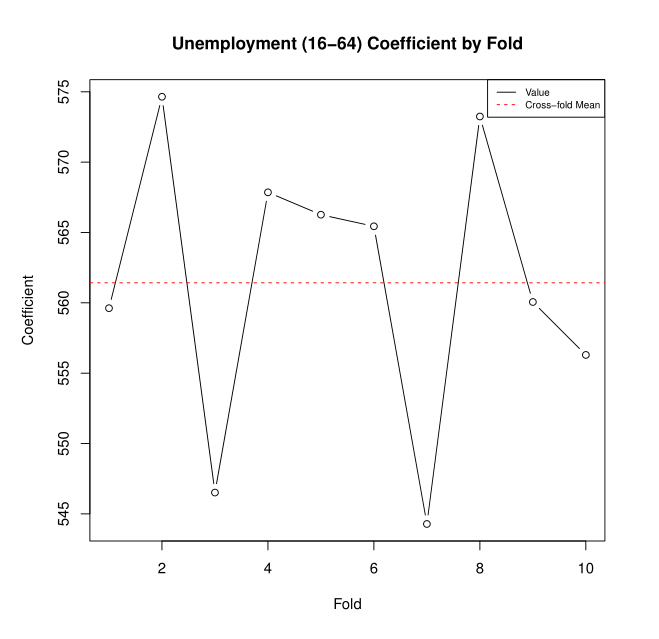 Unemployment (16−64) Coefficient by Fold
Value
Cross−fold Mean
575
570
565
560
555
550
545
Coefficient
2
4
6
8
10
Fold